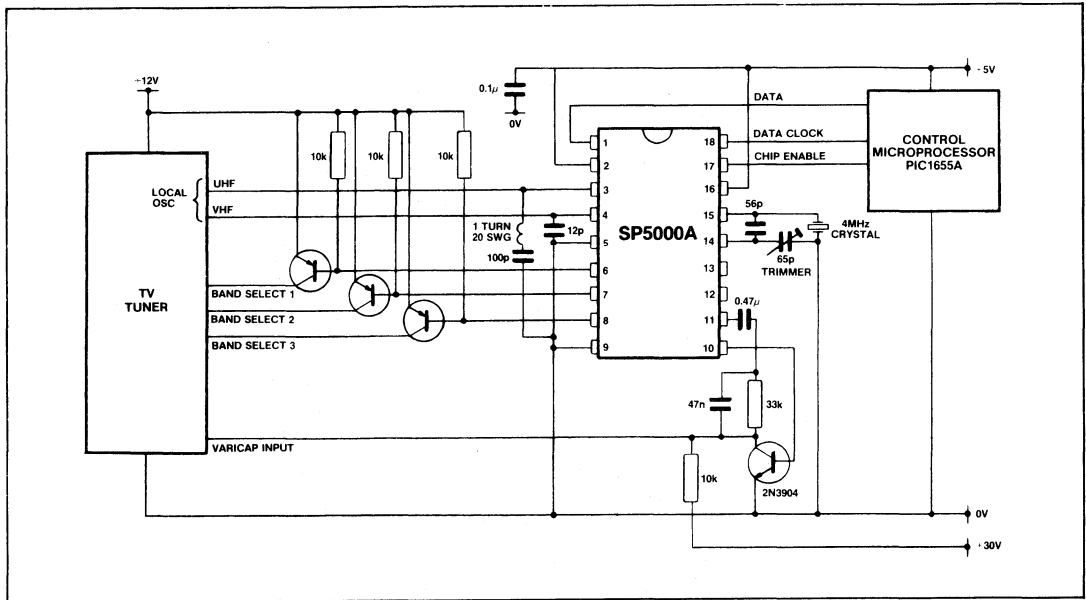 +12V
0.1µ
0V
- 5V
DATA
DATA CLOCK
CHIP ENABLE
CONTROL
MICROPROCESSOR
PIC1655A
10k
10k
10k
LOCAL
OSC
UHF
VHF
1 TURN
20 SWG
100p
12p
1
2
3
4
5
6
7
8
9
SP5000A
18
17
16
15
14
13
12
11
10
56p
4MHz
CRYSTAL
65p
TRIMMER
0.47µ
TV
TUNER
BAND SELECT 1
BAND SELECT 2
BAND SELECT 3
47n
33k
VARICAP INPUT
10k
2N3904
0V
+30V